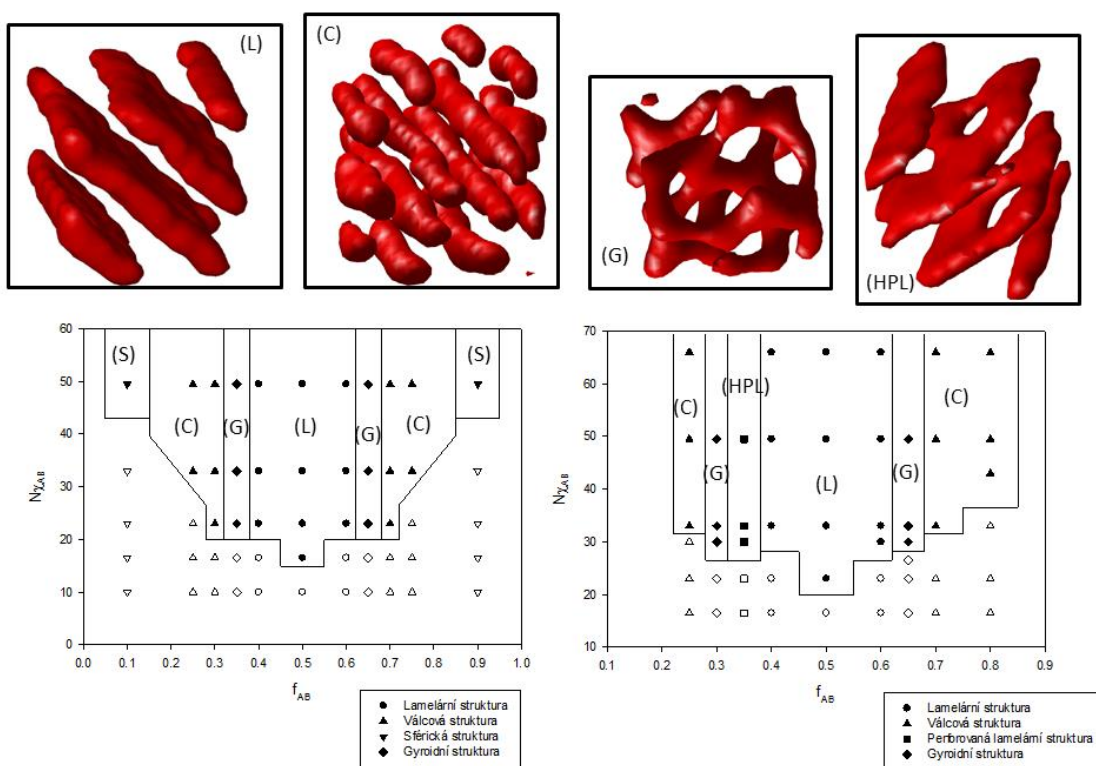 (L)
(C)
(G)
(HPL)
60
50
40
30
20
10
0
NχAB
(S)
(S)
(C)
(G)
(L)
(G)
(C)
0.0 0.1 0.2 0.3 0.4 0.5 0.6 0.7 0.8 0.9 1.0
fAB
Lamelární struktura
Válcová struktura
Sférická struktura
Gyroidní struktura
70
60
50
40
30
20
10
NχAB
(HPL)
(C)
(C)
(G)
(G)
(L)
0.1 0.2 0.3 0.4 0.5 0.6 0.7 0.8 0.9
fAB
Lamelární struktura
Válcová struktura
Perforovaná lamelární struktura
Gyroidní struktura